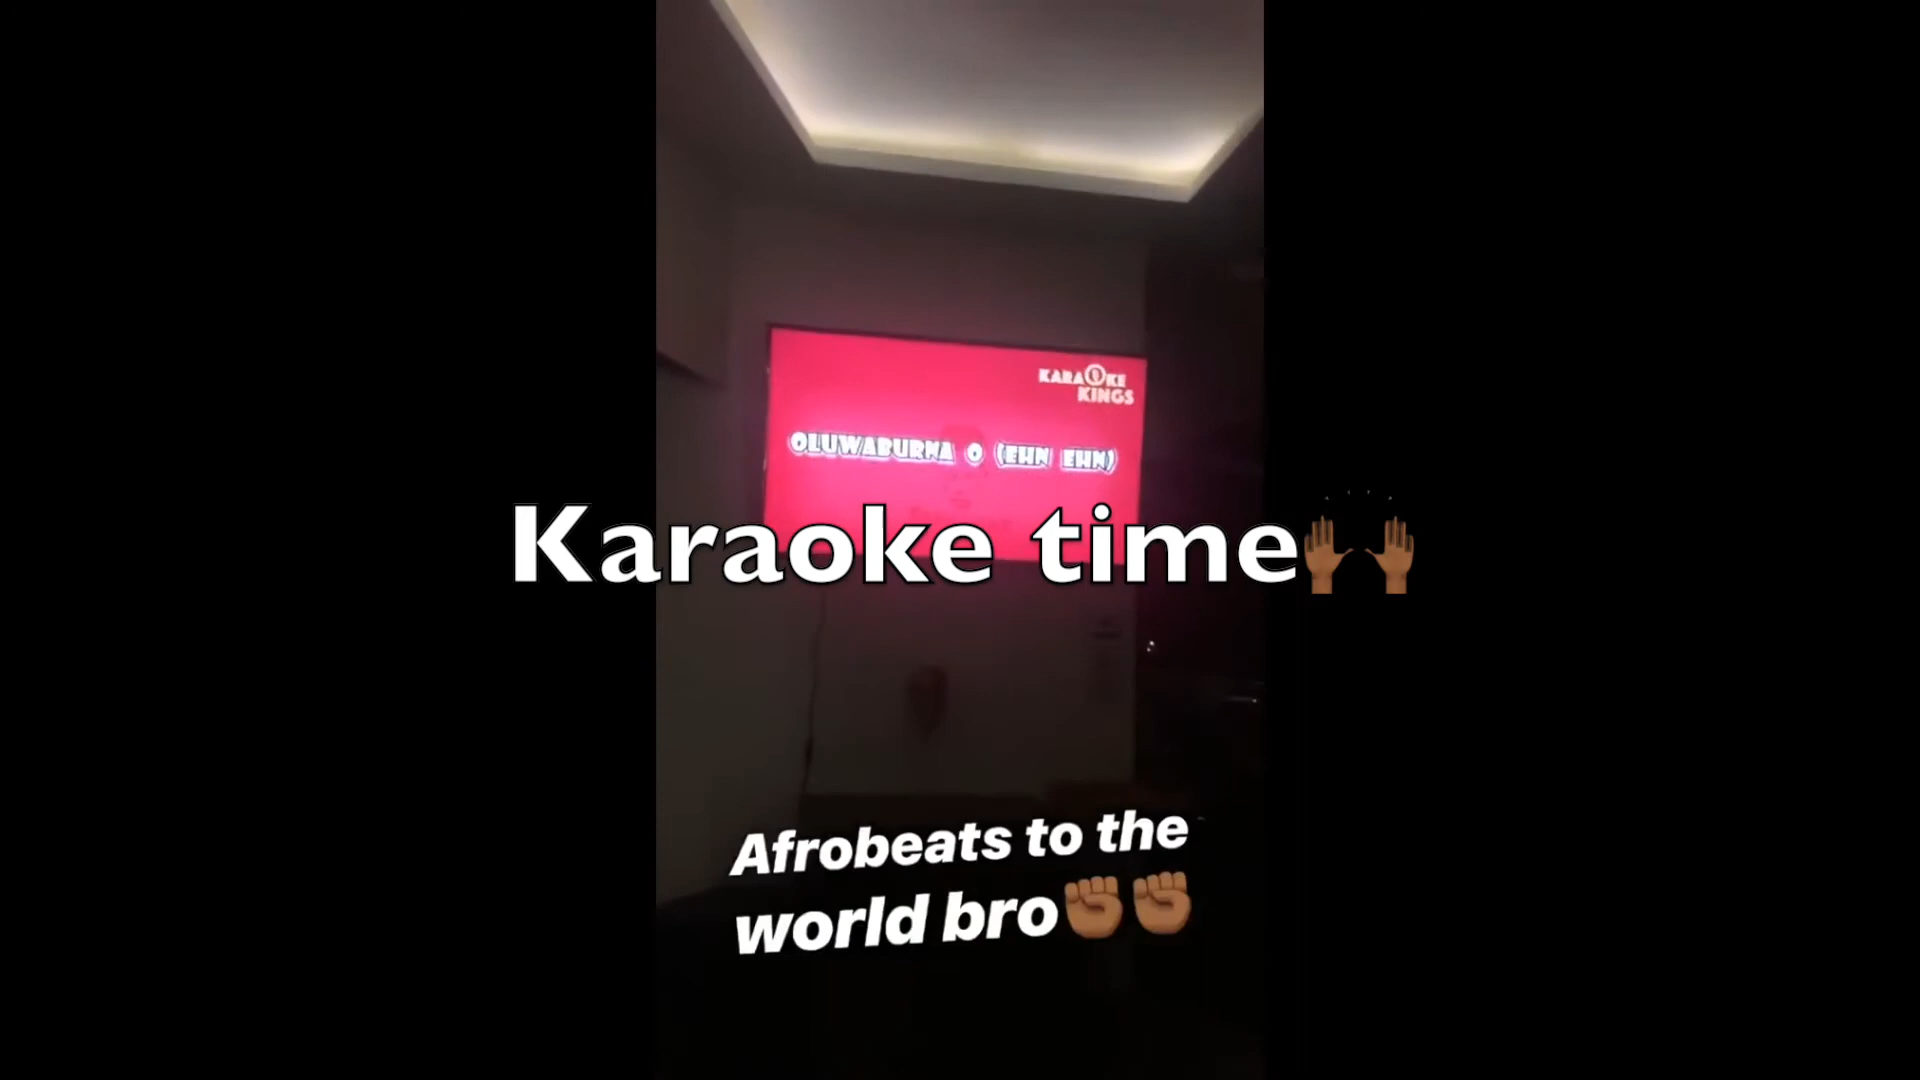 KARAOKE
KINGS
OLUWABURNA O (EHN EHN)
Karaoke time🙌🏾
Afrobeats to the
world bro✊🏽✊🏽